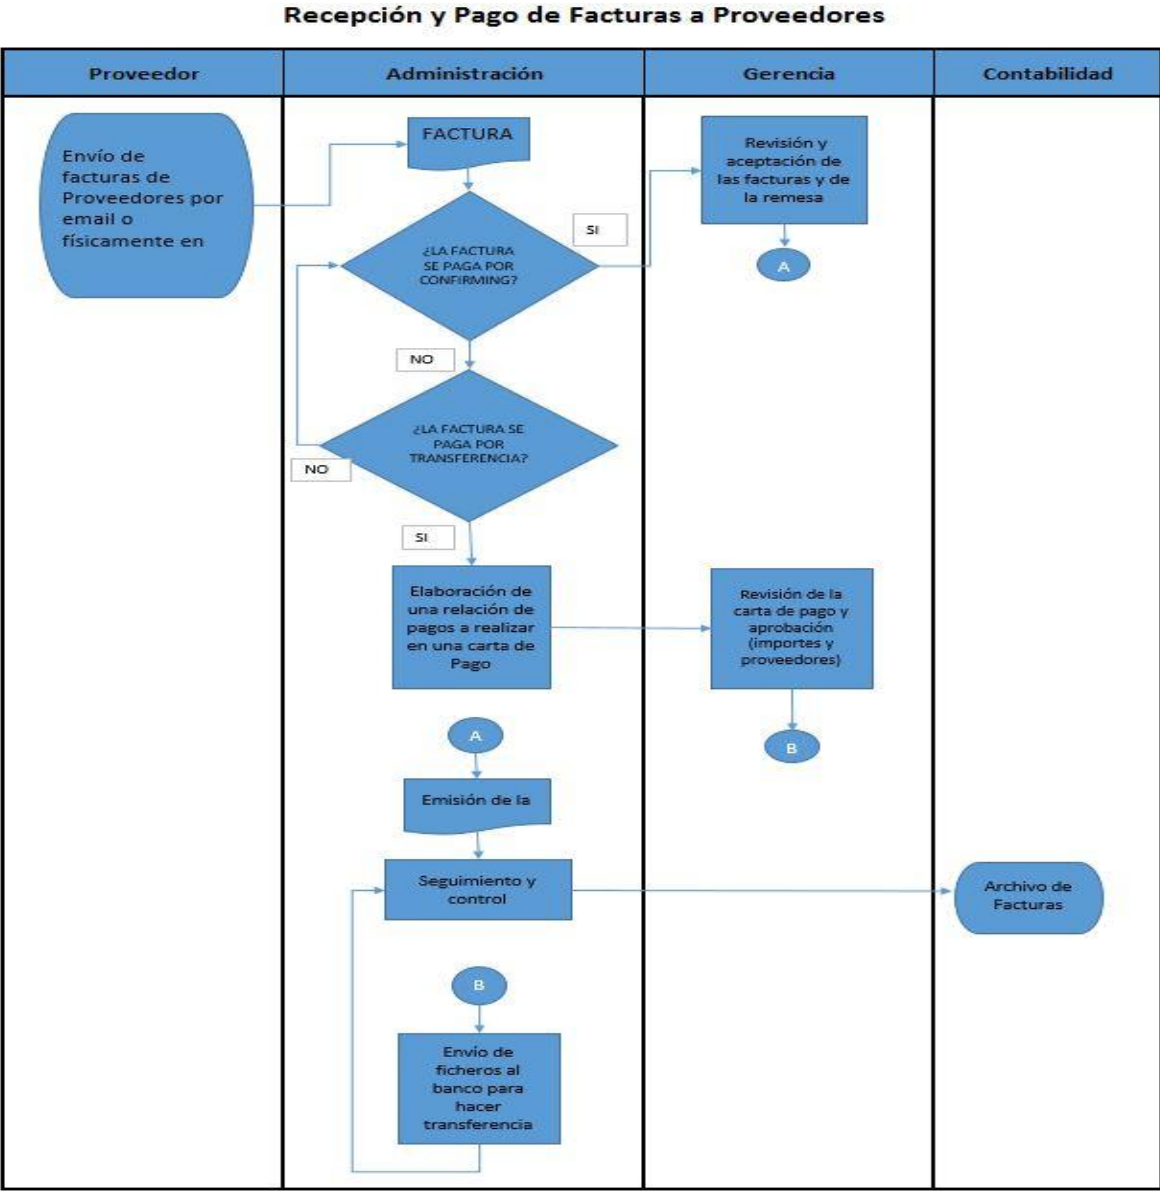 Recepción y Pago de Facturas a Proveedores
Proveedor
Administración
Gerencia
Contabilidad
Envío de
facturas de
Proveedores por
email o
físicamente en
FACTURA
SI
¿LA FACTURA
SE PAGA POR
CONFIRMING?
NO
¿LA FACTURA SE
PAGA POR
TRANSFERENCIA?
NO
SI
Revisión y
aceptación de
las facturas y de
la remesa
A
Elaboración de
una relación de
pagos a realizar
en una carta de
Pago
Revisión de la
carta de pago y
aprobación
(importes y
proveedores)
B
A
Emisión de la
Seguimiento y
control
Archivo de
Facturas
B
Envío de
ficheros al
banco para
hacer
transferencia